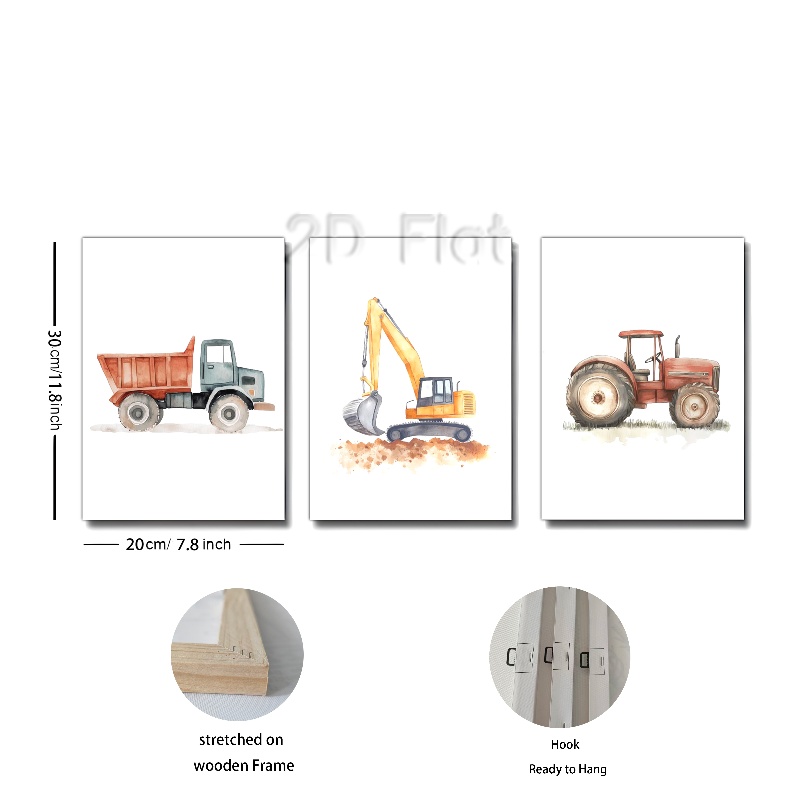 2D Flat
30cm/11.8inch
20cm/ 7.8 inch
stretched on
wooden Frame
Hook
Ready to Hang